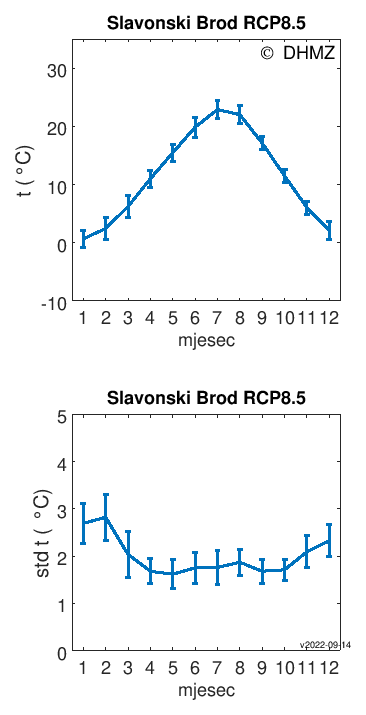 Slavonski Brod RCP8.5
© DHMZ
30
20
10
0
-10
t ( °C)
1 2 3 4 5 6 7 8 9 10 11 12
mjesec
Slavonski Brod RCP8.5
5
4
3
2
1
0
std t ( °C)
v2022-09-14
1 2 3 4 5 6 7 8 9 10 11 12
mjesec